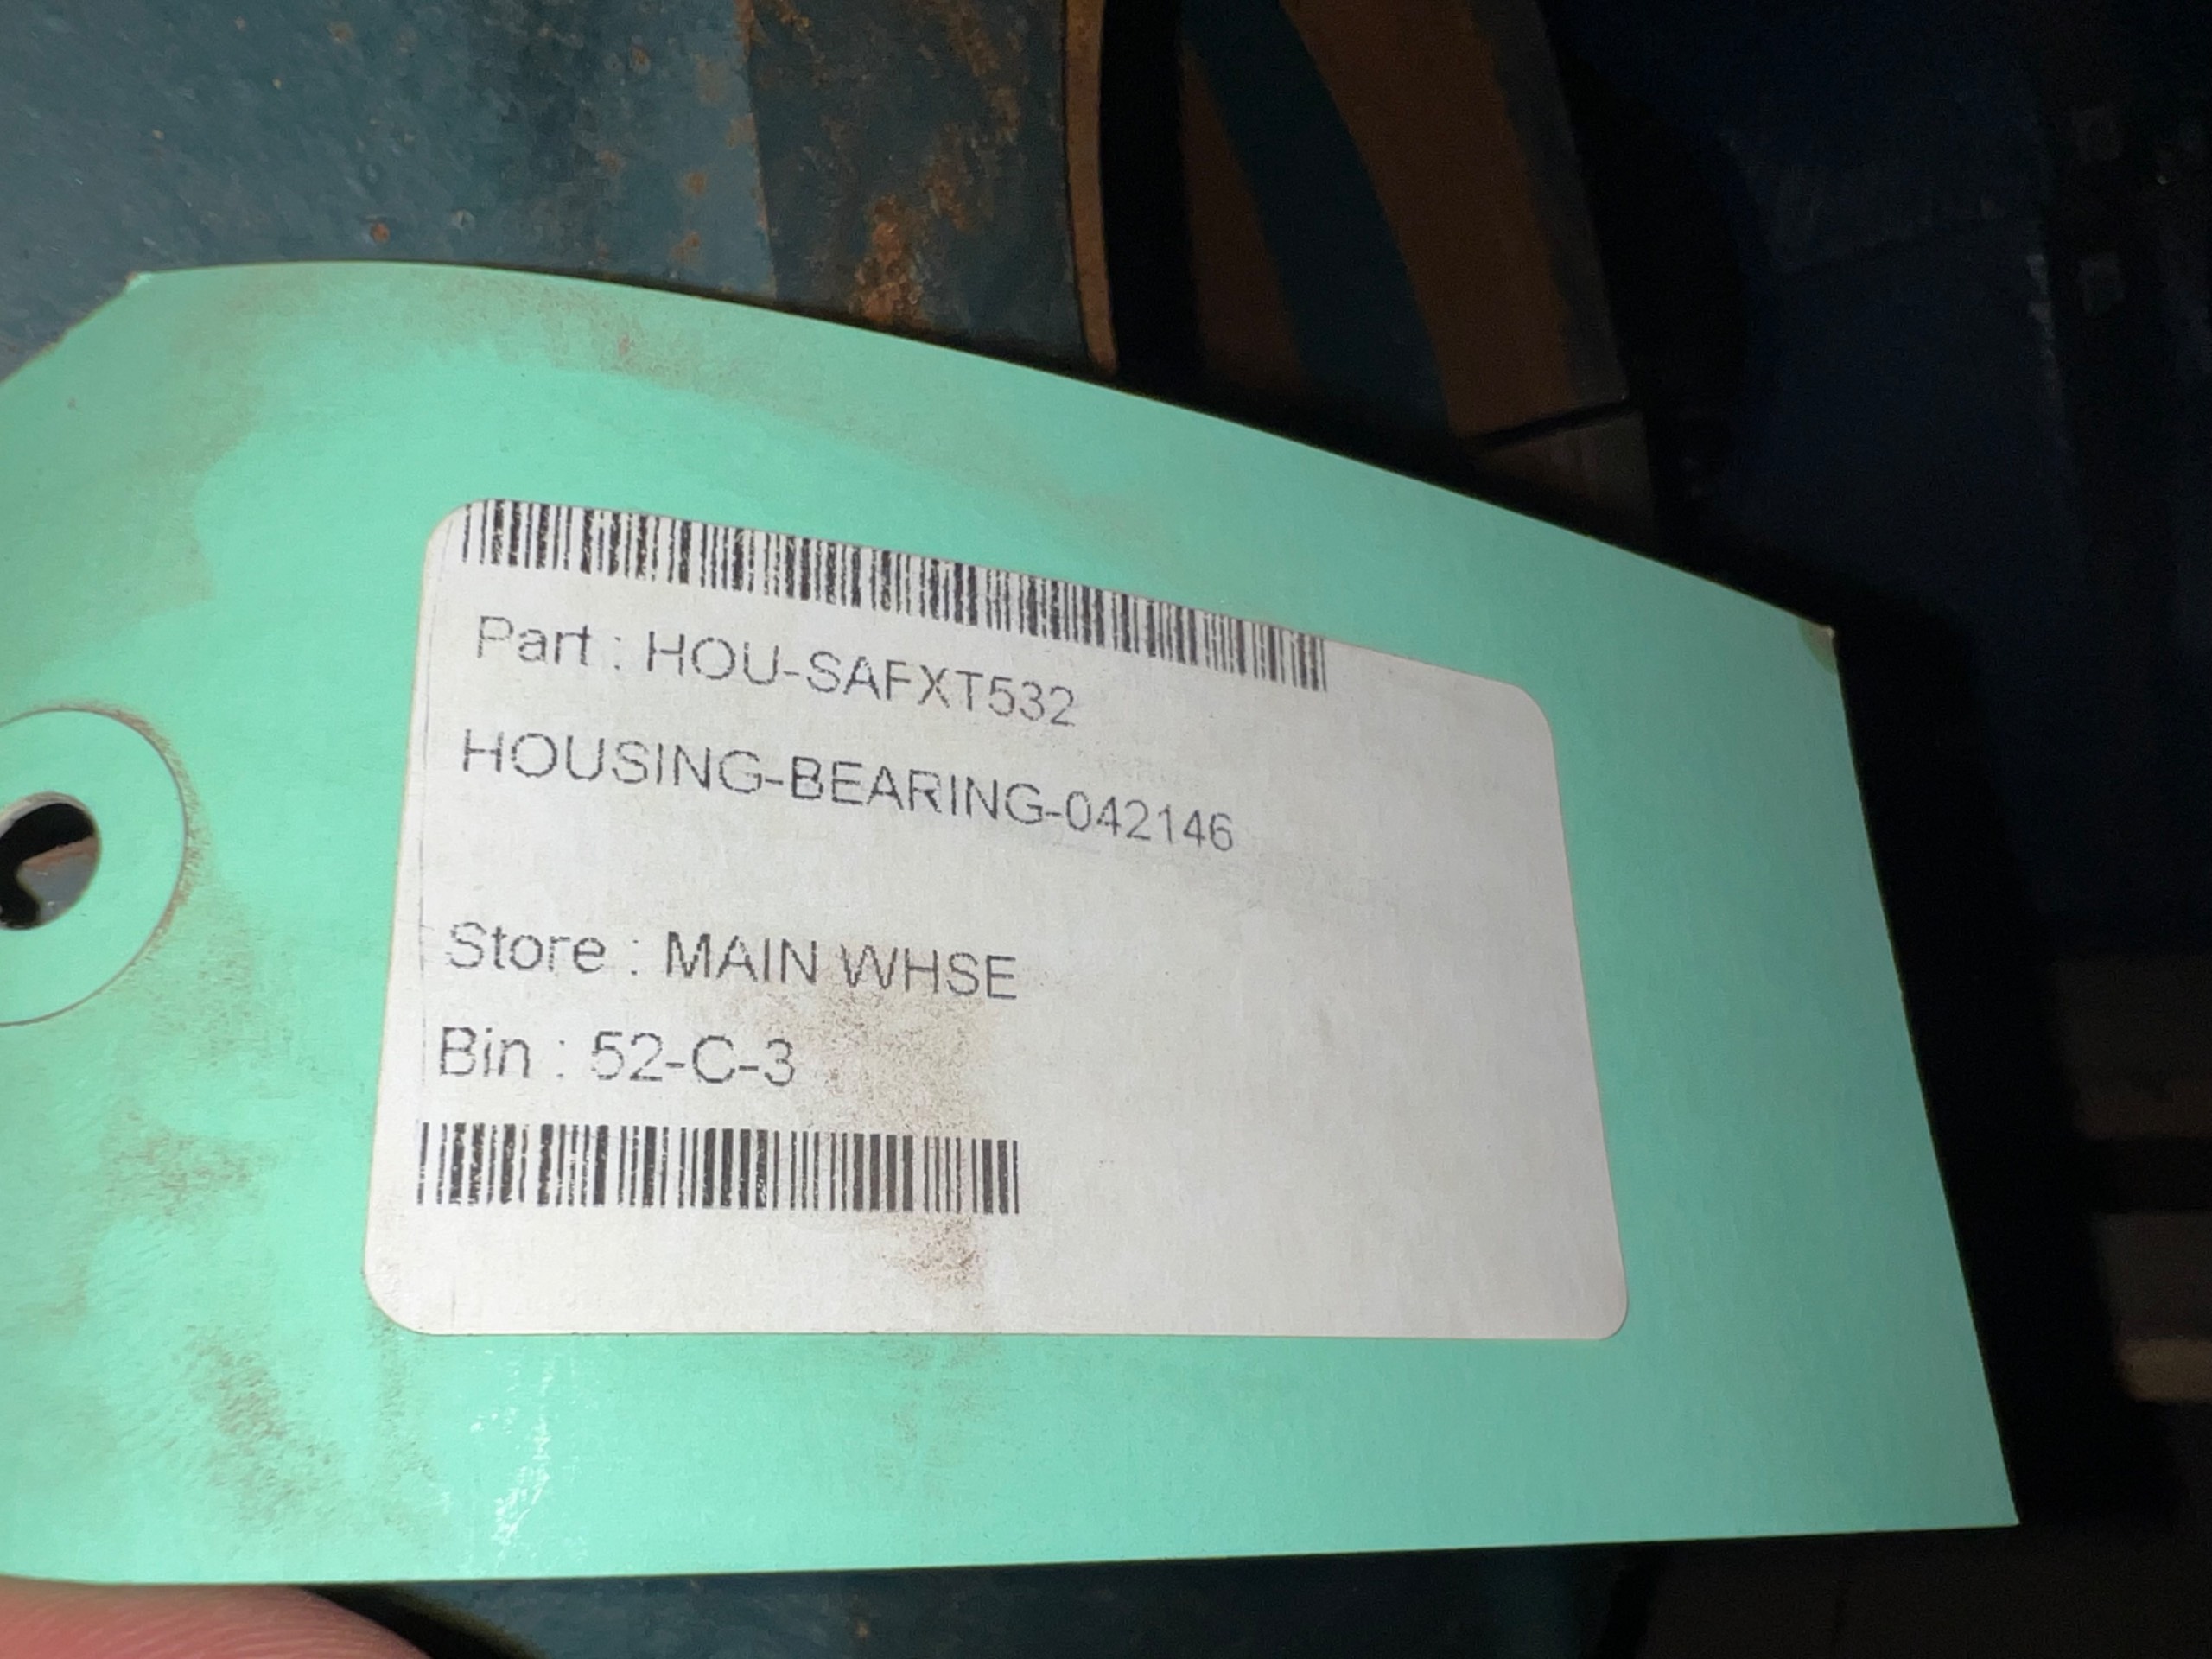 Part : HOU-SAFXT532
HOUSING-BEARING-042146
Store : MAIN WHSE
Bin : 52-C-3